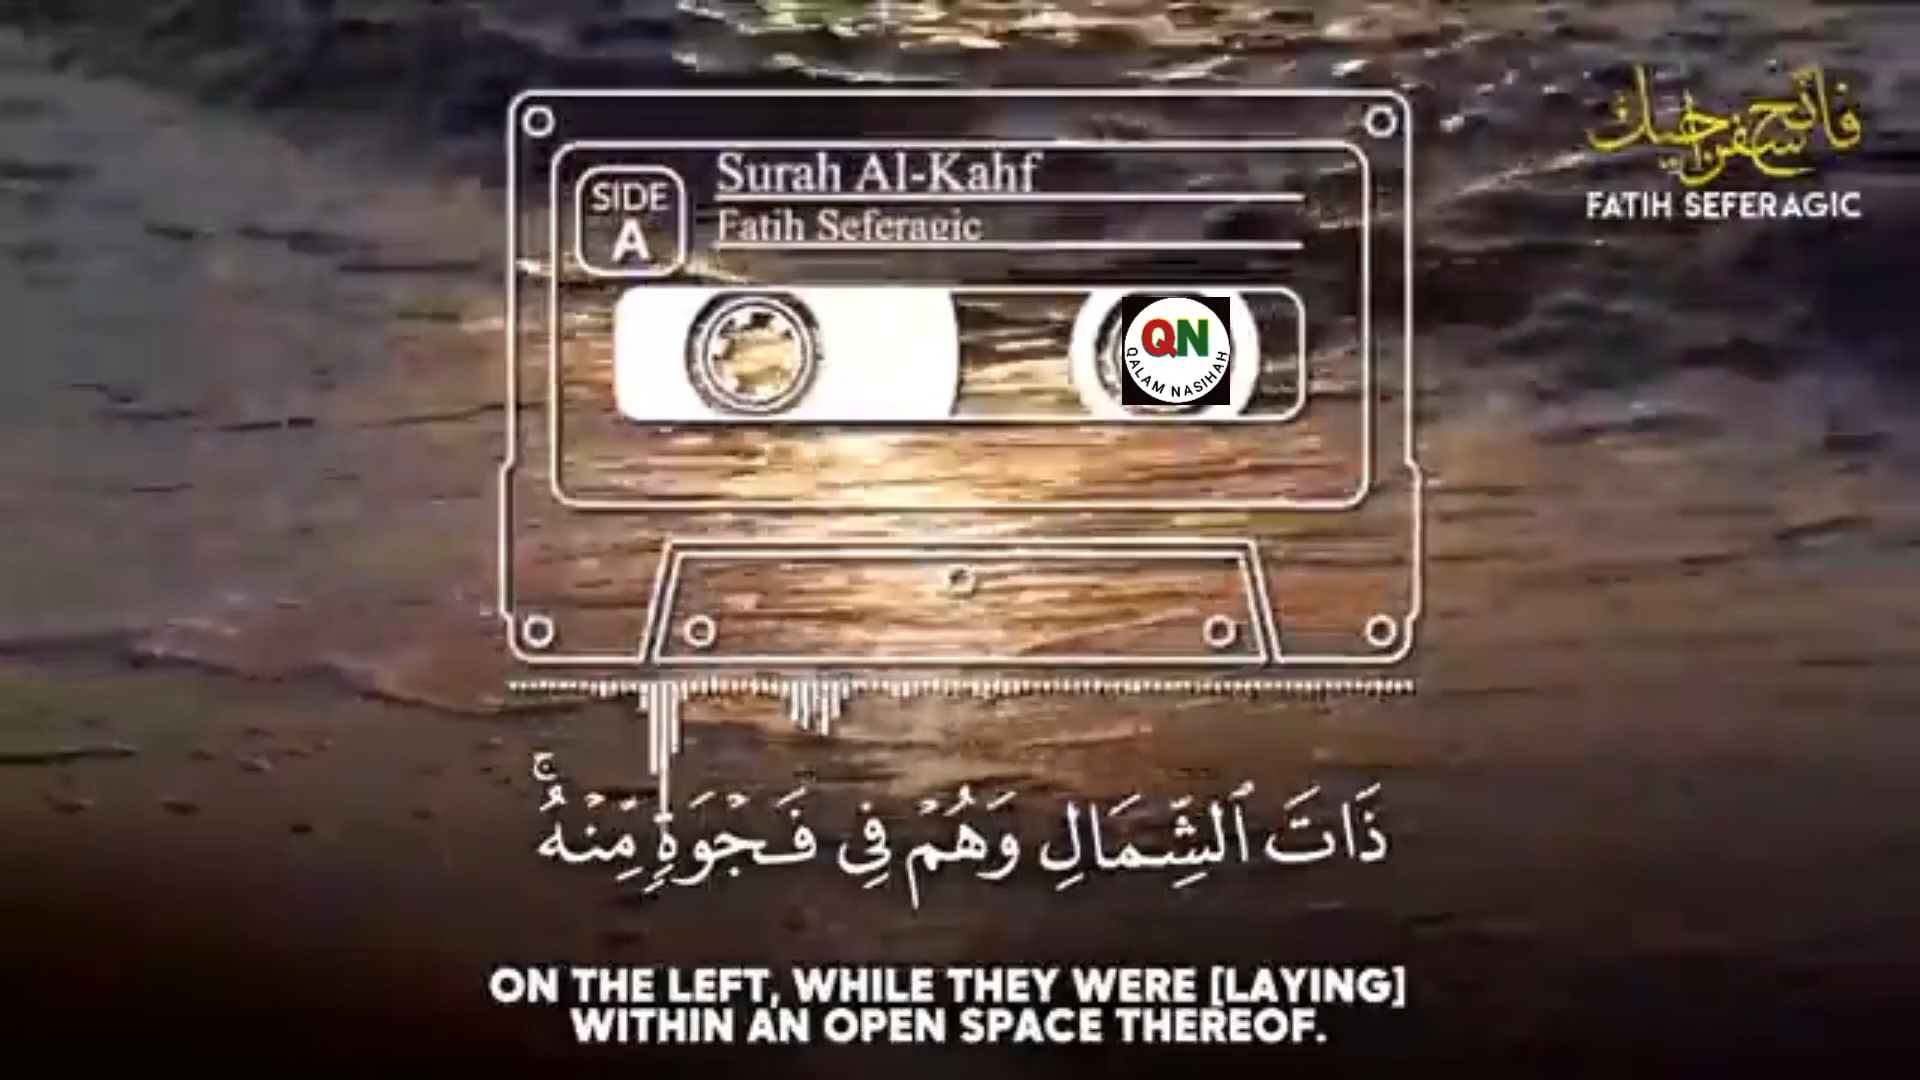 Surah Al-Kahf
SIDE
A
Fatih Seferagic
فاتح سفراجيك
FATIH SEFERAGIC
QN
QALAM NASIHAH
ذَاتَ ٱلشِّمَالِ وَهُمۡ فِي فَجۡوَةٖ مِّنۡهُۚ
ON THE LEFT, WHILE THEY WERE [LAYING]
WITHIN AN OPEN SPACE THEREOF.